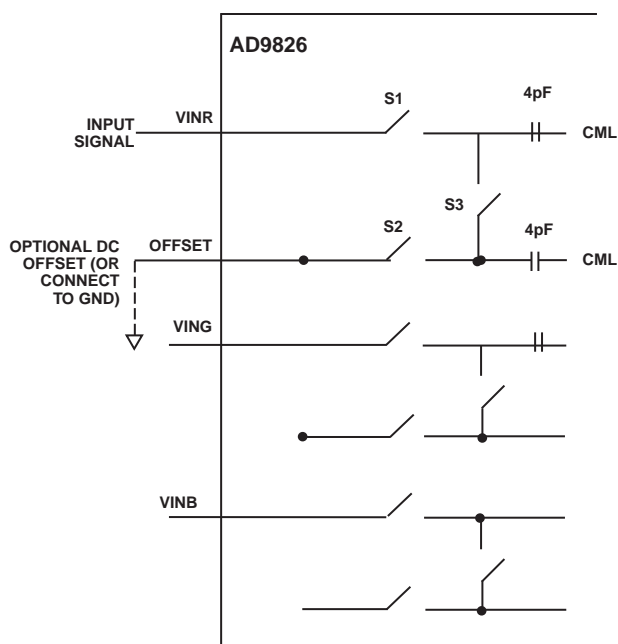 AD9826
S1
4pF
INPUT
SIGNAL
VINR
CML
S3
S2
4pF
OPTIONAL DC
OFFSET (OR
CONNECT
TO GND)
OFFSET
CML
VING
VINB